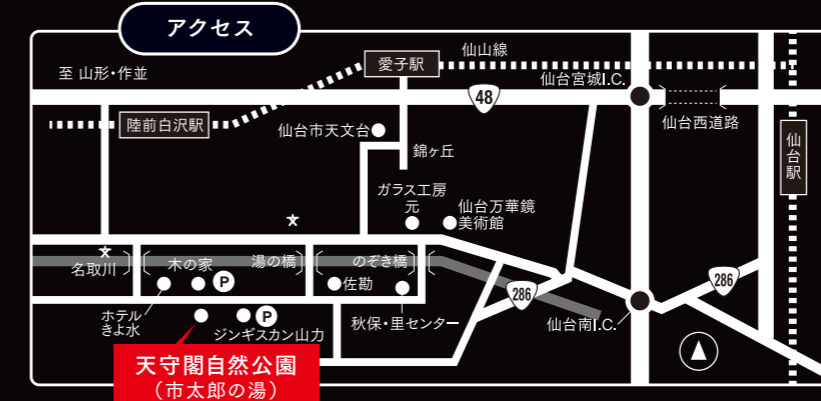 アクセス
仙山線
愛子駅
至 山形・作並
仙台宮城I.C.
48
陸前白沢駅
仙台市天文台
仙台西道路
錦ヶ丘
仙台駅
ガラス工房
元
仙台万華鏡
美術館
名取川
木の家
湯の橋
のぞき橋
P
佐勘
286
286
ホテル
きよ水
P
ジンギスカン山力
秋保・里センター
仙台南I.C.
天守閣自然公園
(市太郎の湯)